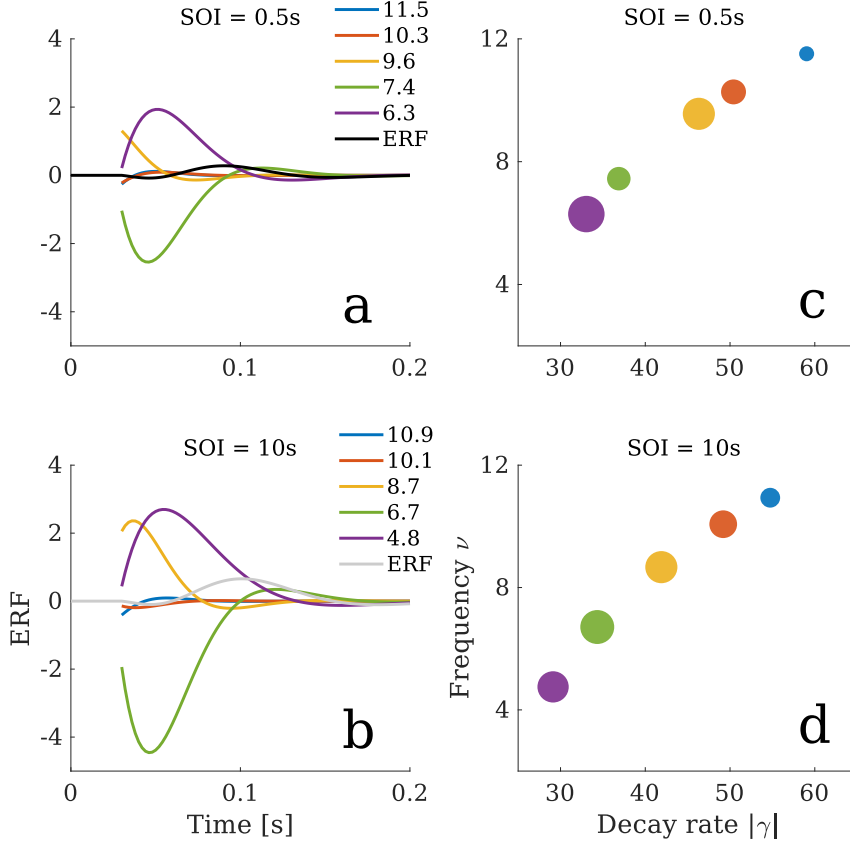 SOI = 0.5s
11.5
10.3
9.6
7.4
6.3
ERF
4
2
0
-2
-4
0
0.1
0.2
a
SOI = 0.5s
12
8
4
30
40
50
60
c
SOI = 10s
10.9
10.1
8.7
6.7
4.8
ERF
4
2
0
-2
-4
ERF
0
0.1
0.2
Time [s]
b
SOI = 10s
12
8
4
Frequency ν
30
40
50
60
Decay rate |γ|
d